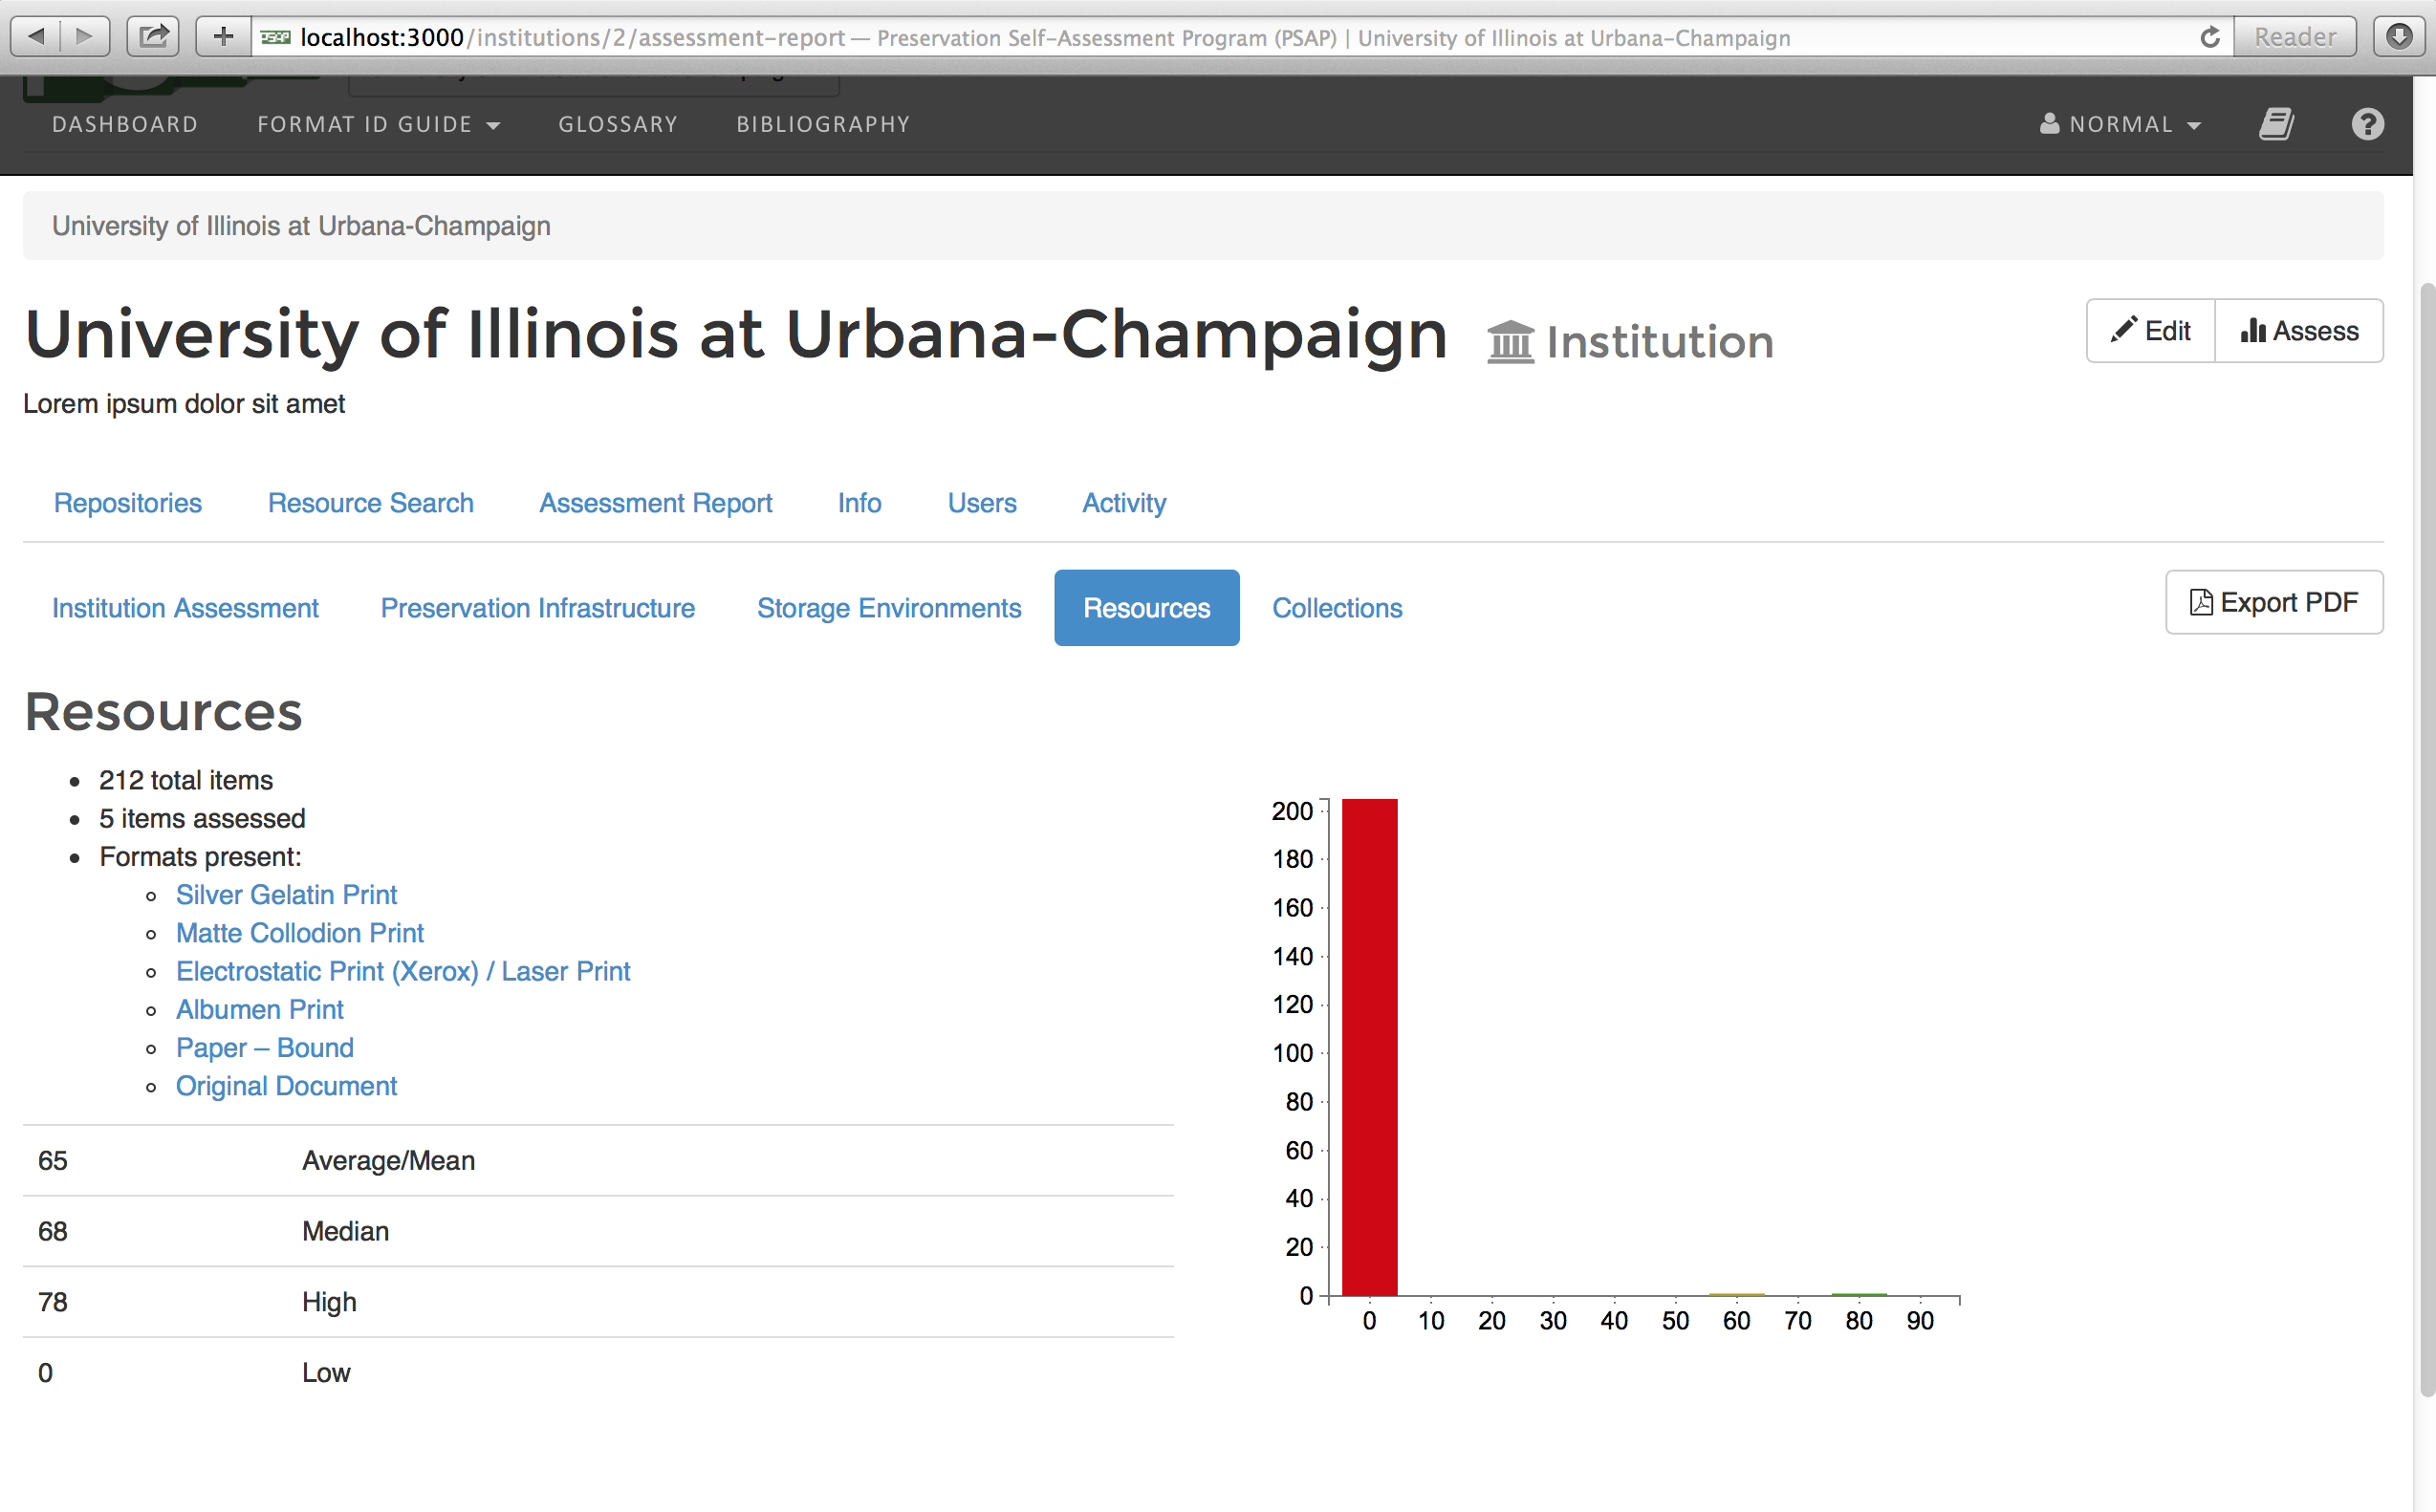 localhost:3000/institutions/2/assessment-report — Preservation Self-Assessment Program (PSAP) | University of Illinois at Urbana-Champaign
Reader
DASHBOARD FORMAT ID GUIDE GLOSSARY BIBLIOGRAPHY NORMAL ?
University of Illinois at Urbana-Champaign
University of Illinois at Urbana-Champaign Institution
Edit Assess
Lorem ipsum dolor sit amet
Repositories Resource Search Assessment Report Info Users Activity
Institution Assessment Preservation Infrastructure Storage Environments Resources Collections
Export PDF
Resources
212 total items
5 items assessed
Formats present:
Silver Gelatin Print
Matte Collodion Print
Electrostatic Print (Xerox) / Laser Print
Albumen Print
Paper – Bound
Original Document
65 Average/Mean
68 Median
78 High
0 Low
200
180
160
140
120
100
80
60
40
20
0
0 10 20 30 40 50 60 70 80 90